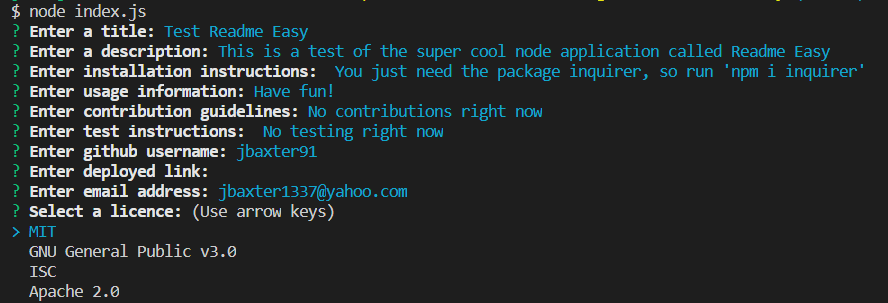 $ node index.js
? Enter a title: Test Readme Easy
? Enter a description: This is a test of the super cool node application called Readme Easy
? Enter installation instructions:  You just need the package inquirer, so run 'npm i inquirer'
? Enter usage information: Have fun!
? Enter contribution guidelines: No contributions right now
? Enter test instructions:  No testing right now
? Enter github username: jbaxter91
? Enter deployed link:
? Enter email address: jbaxter1337@yahoo.com
? Select a licence: (Use arrow keys)
> MIT
  GNU General Public v3.0
  ISC
  Apache 2.0